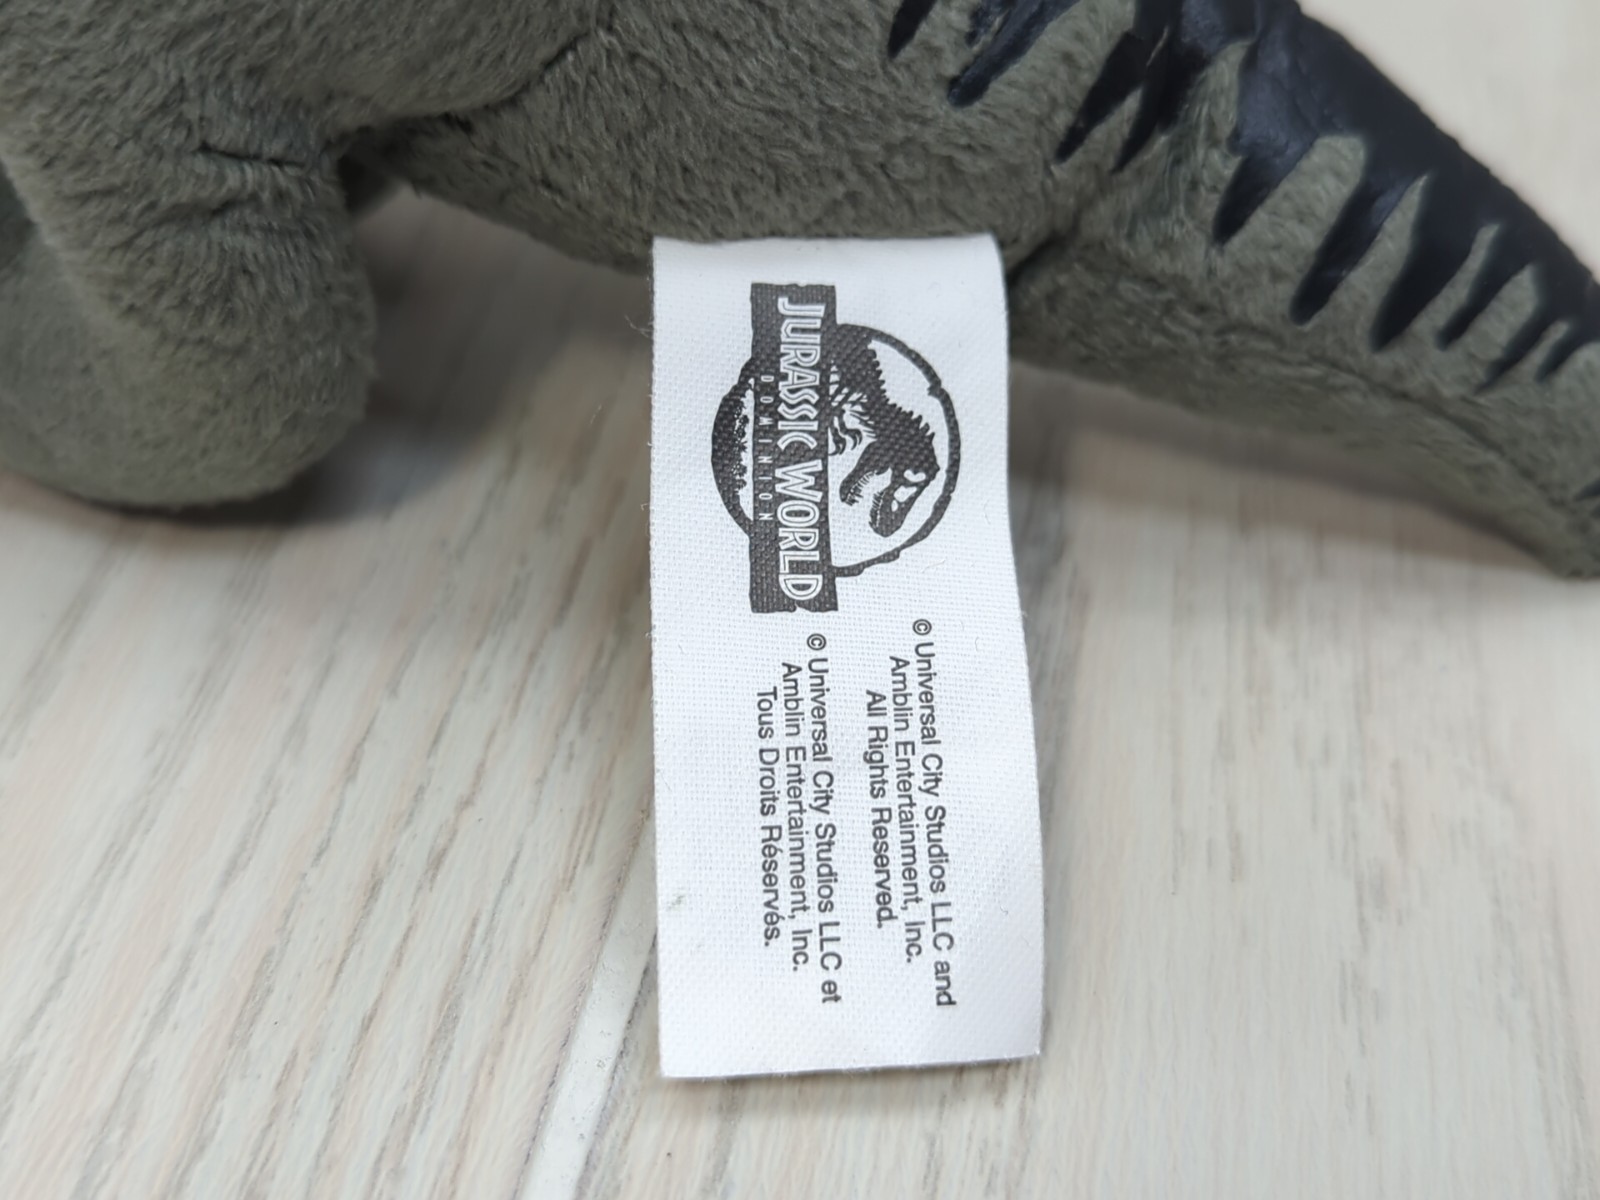 JURASSIC WORLD
DOMINION
© Universal City Studios LLC and
Amblin Entertainment, Inc.
All Rights Reserved.
© Universal City Studios LLC et
Amblin Entertainment, Inc.
Tous Droits Réservés.